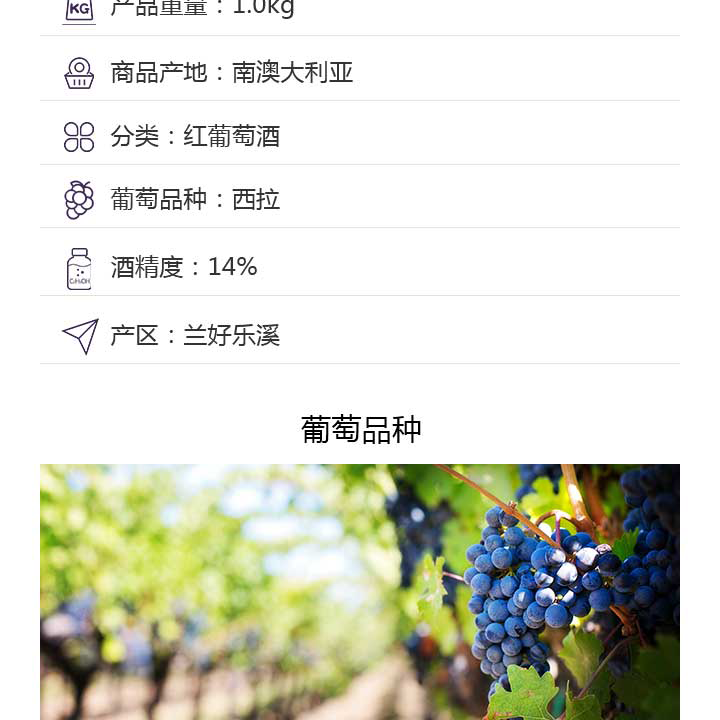 KG
产品重量：1.0kg
商品产地：南澳大利亚
分类：红葡萄酒
葡萄品种：西拉
酒精度：14%
C₂H₅OH
产区：兰好乐溪
葡萄品种